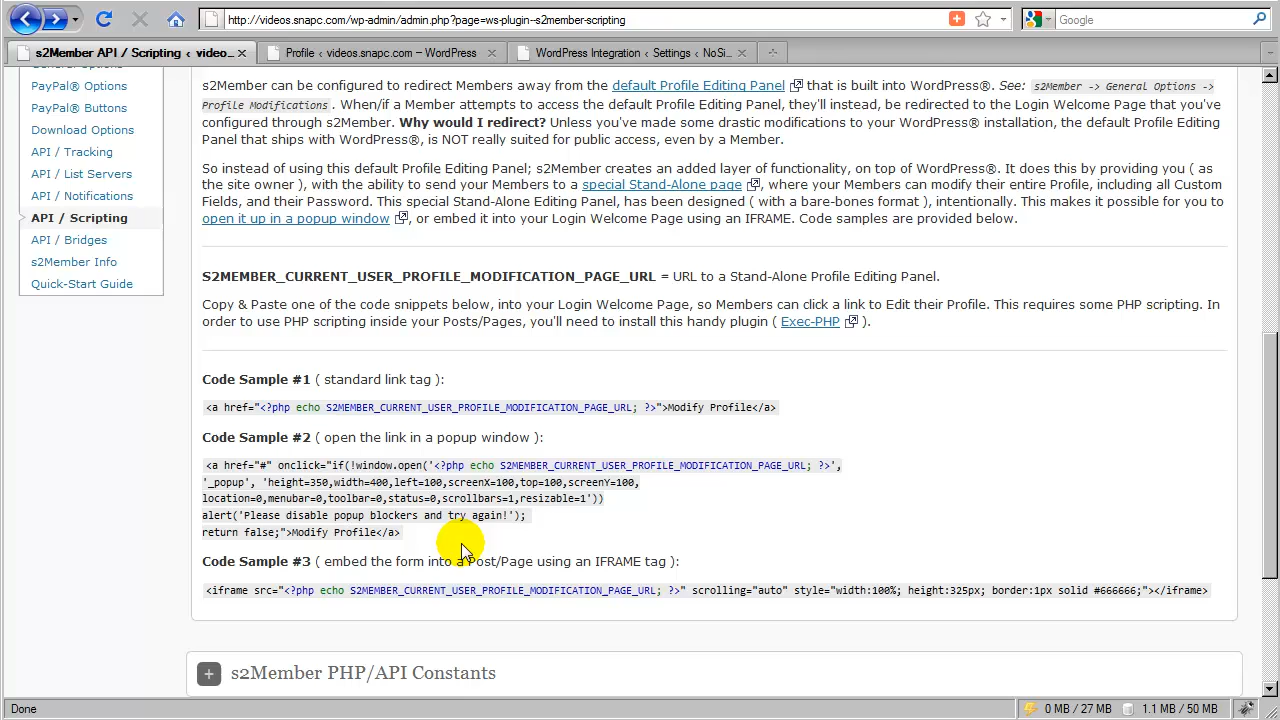 http://videos.snapc.com/wp-admin/admin.php?page=ws-plugin--s2member-scripting
Google
s2Member API / Scripting ‹ video...
Profile ‹ videos.snapc.com — WordPress
WordPress Integration ‹ Settings ‹ NoSi...
PayPal® Options
PayPal® Buttons
Download Options
API / Tracking
API / List Servers
API / Notifications
API / Scripting
API / Bridges
s2Member Info
Quick-Start Guide
s2Member can be configured to redirect Members away from the default Profile Editing Panel that is built into WordPress®. See: s2Member -> General Options ->
Profile Modifications. When/if a Member attempts to access the default Profile Editing Panel, they'll instead, be redirected to the Login Welcome Page that you've
configured through s2Member. Why would I redirect? Unless you've made some drastic modifications to your WordPress® installation, the default Profile Editing
Panel that ships with WordPress®, is NOT really suited for public access, even by a Member.
So instead of using this default Profile Editing Panel; s2Member creates an added layer of functionality, on top of WordPress®. It does this by providing you ( as
the site owner ), with the ability to send your Members to a special Stand-Alone page, where your Members can modify their entire Profile, including all Custom
Fields, and their Password. This special Stand-Alone Editing Panel, has been designed ( with a bare-bones format ), intentionally. This makes it possible for you to
open it up in a popup window, or embed it into your Login Welcome Page using an IFRAME. Code samples are provided below.
S2MEMBER_CURRENT_USER_PROFILE_MODIFICATION_PAGE_URL = URL to a Stand-Alone Profile Editing Panel.
Copy & Paste one of the code snippets below, into your Login Welcome Page, so Members can click a link to Edit their Profile. This requires some PHP scripting. In
order to use PHP scripting inside your Posts/Pages, you'll need to install this handy plugin ( Exec-PHP ).
Code Sample #1 ( standard link tag ):
<a href="<?php echo S2MEMBER_CURRENT_USER_PROFILE_MODIFICATION_PAGE_URL; ?>">Modify Profile</a>
Code Sample #2 ( open the link in a popup window ):
<a href="#" onclick="if(!window.open('<?php echo S2MEMBER_CURRENT_USER_PROFILE_MODIFICATION_PAGE_URL; ?>',
'_popup', 'height=350,width=400,left=100,screenX=100,top=100,screenY=100,
location=0,menubar=0,toolbar=0,status=0,scrollbars=1,resizable=1'))
alert('Please disable popup blockers and try again!');
return false;">Modify Profile</a>
Code Sample #3 ( embed the form into a Post/Page using an IFRAME tag ):
<iframe src="<?php echo S2MEMBER_CURRENT_USER_PROFILE_MODIFICATION_PAGE_URL; ?>" scrolling="auto" style="width:100%; height:325px; border:1px solid #666666;"></iframe>
s2Member PHP/API Constants
Done
0 MB / 27 MB
1.1 MB / 50 MB